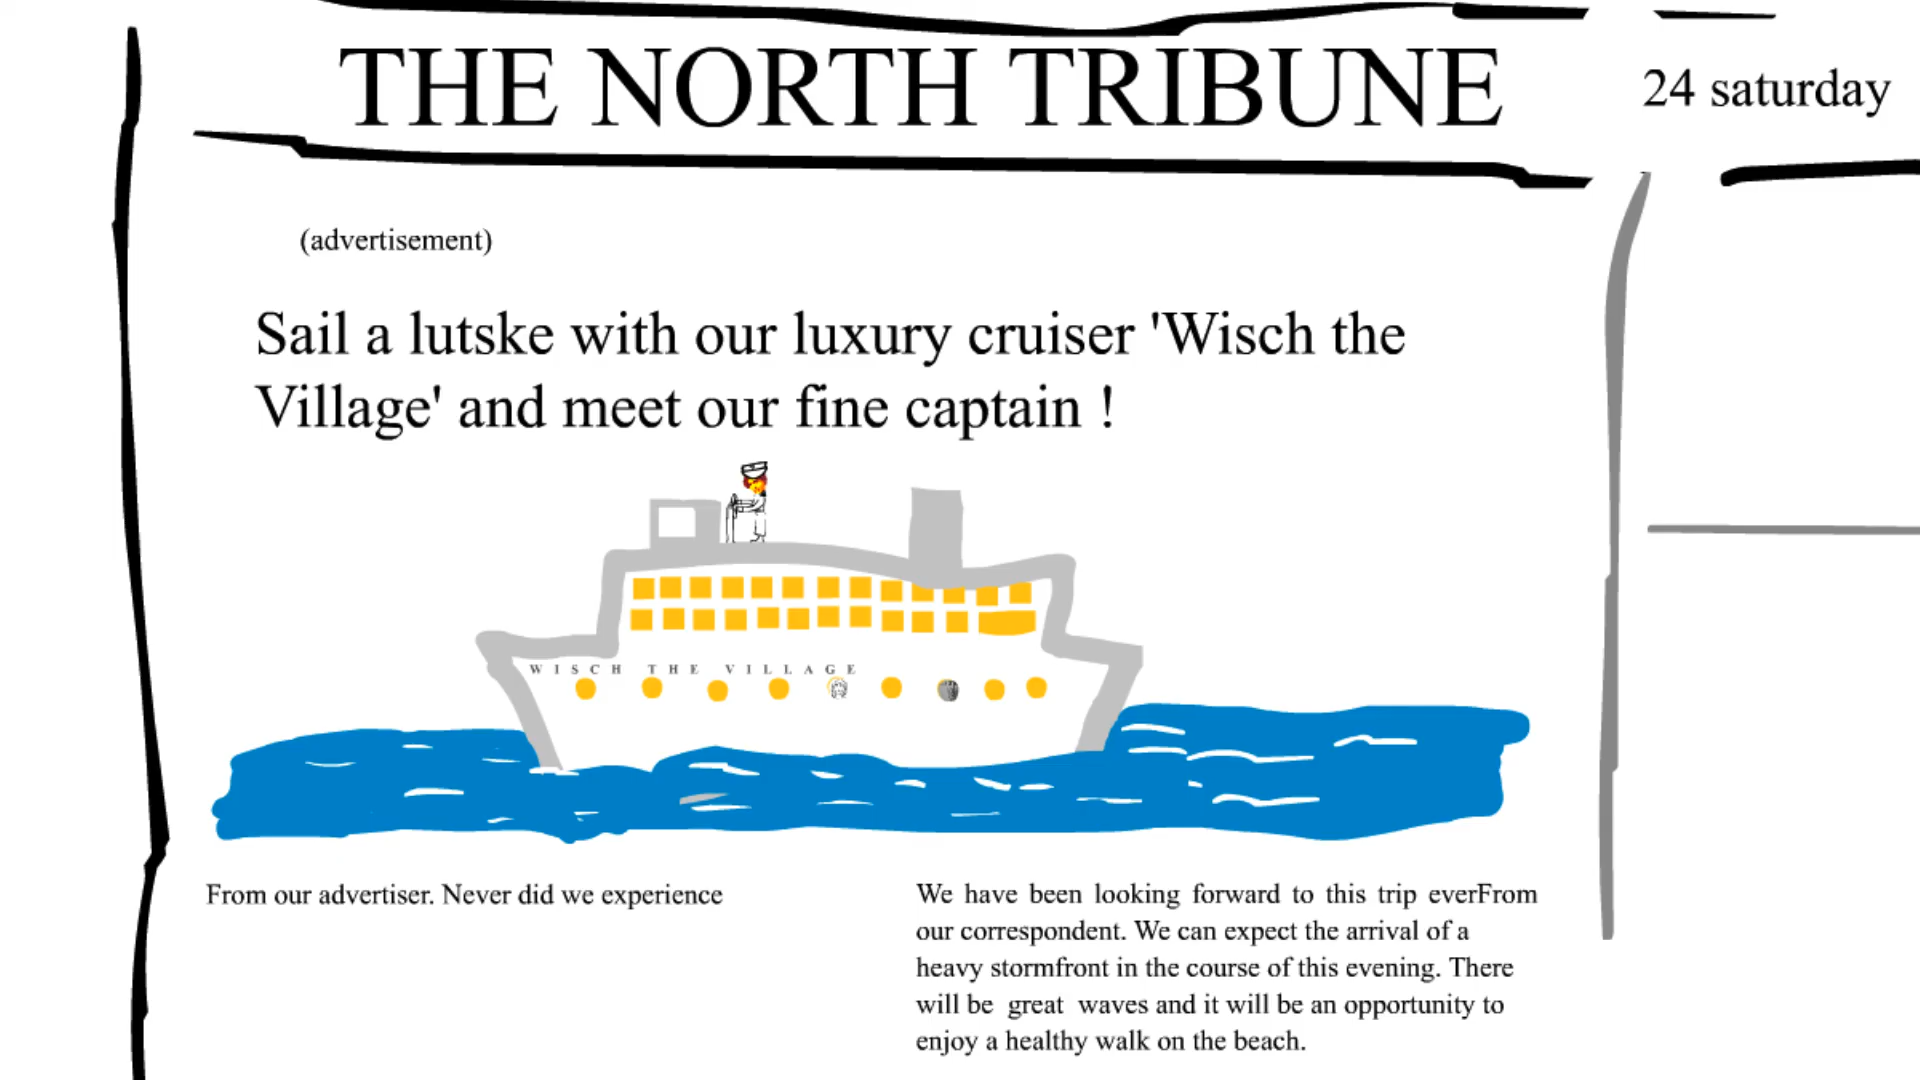 THE NORTH TRIBUNE
24 saturday
(advertisement)
Sail a lutske with our luxury cruiser 'Wisch the
Village' and meet our fine captain !
WISCH THE VILLAGE
From our advertiser. Never did we experience
We have been looking forward to this trip everFrom
our correspondent. We can expect the arrival of a
heavy stormfront in the course of this evening. There
will be great waves and it will be an opportunity to
enjoy a healthy walk on the beach.